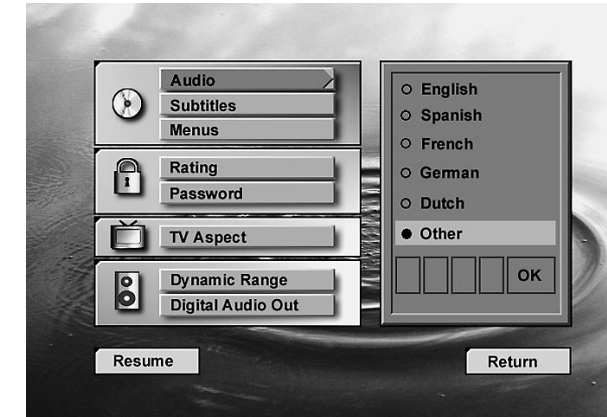 Audio
Subtitles
Menus
Rating
Password
TV Aspect
Dynamic Range
Digital Audio Out
English
Spanish
French
German
Dutch
Other
OK
Resume
Return